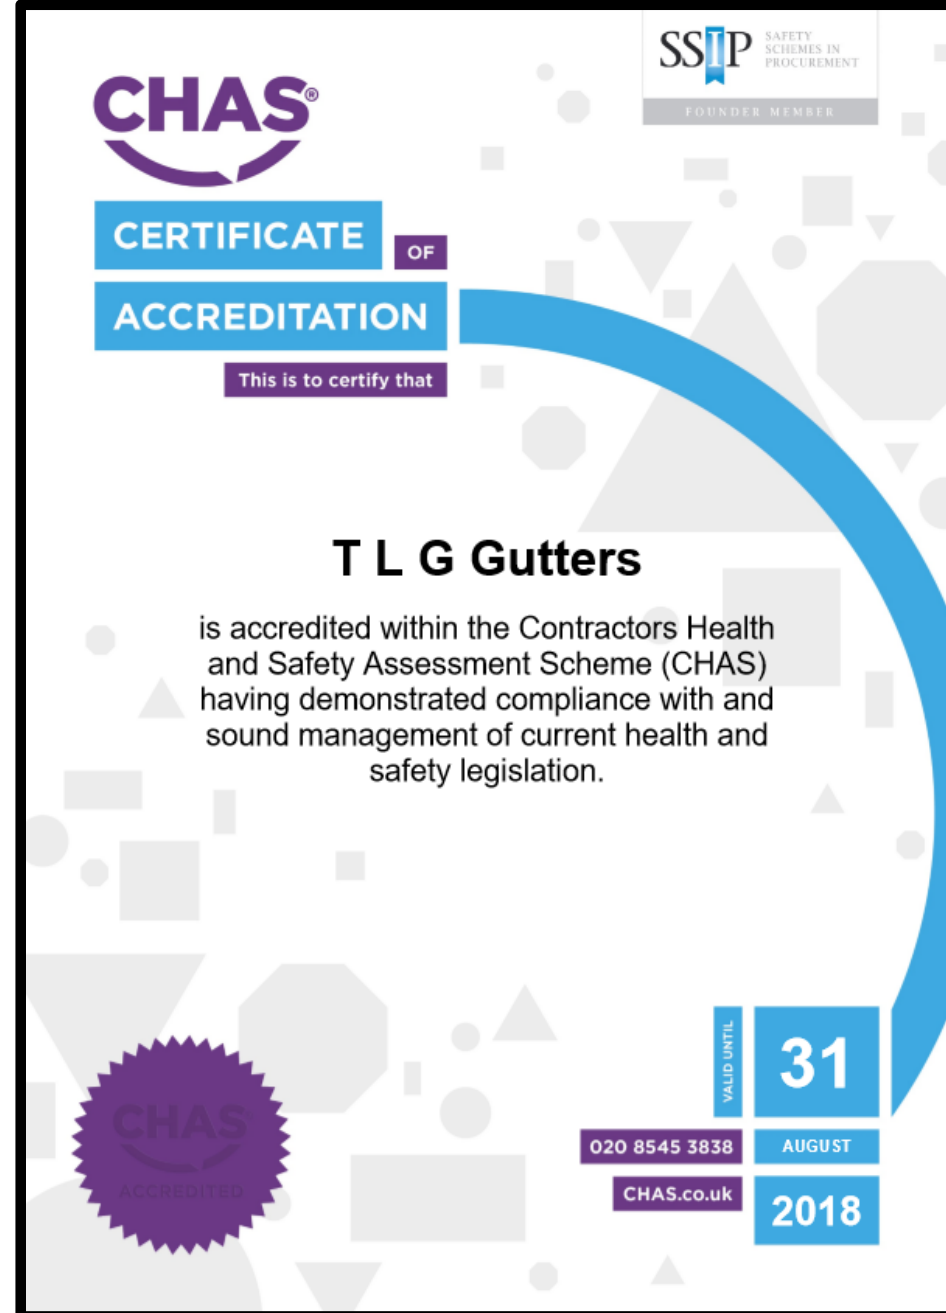 SSIP SAFETY
SCHEMES IN
PROCUREMENT
FOUNDER MEMBER
CHAS®
CERTIFICATE OF
ACCREDITATION
This is to certify that
T L G Gutters
is accredited within the Contractors Health
and Safety Assessment Scheme (CHAS)
having demonstrated compliance with and
sound management of current health and
safety legislation.
CHAS
ACCREDITED
VALID UNTIL
31
020 8545 3838
AUGUST
CHAS.co.uk
2018